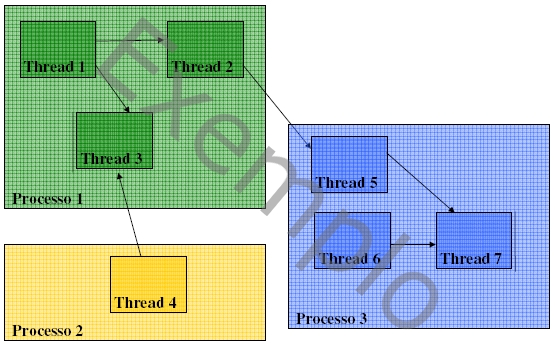 Thread 1
Thread 2
Thread 3
Processo 1
Thread 4
Processo 2
Thread 5
Thread 6
Thread 7
Processo 3
Exemplo